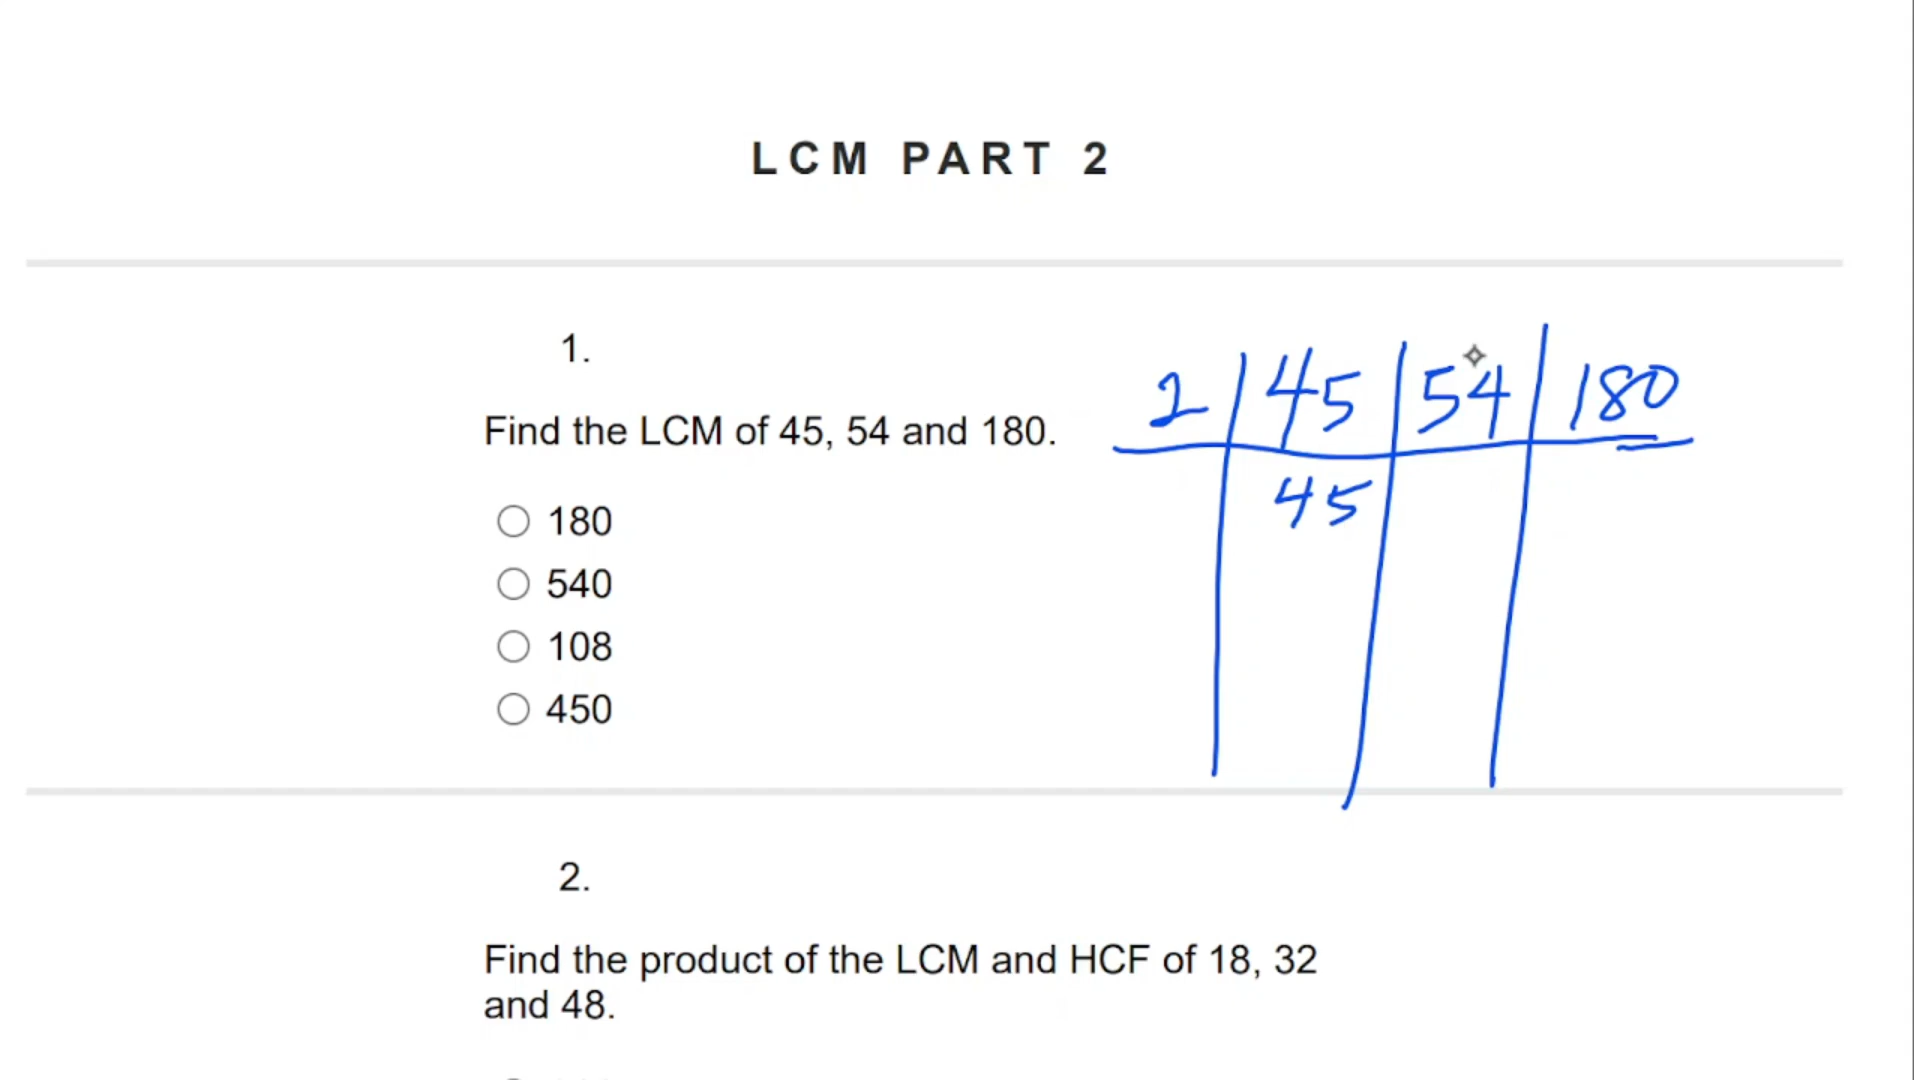 LCM PART 2
1.
Find the LCM of 45, 54 and 180.
2 45 54 180
45
180
540
108
450
2.
Find the product of the LCM and HCF of 18, 32
and 48.